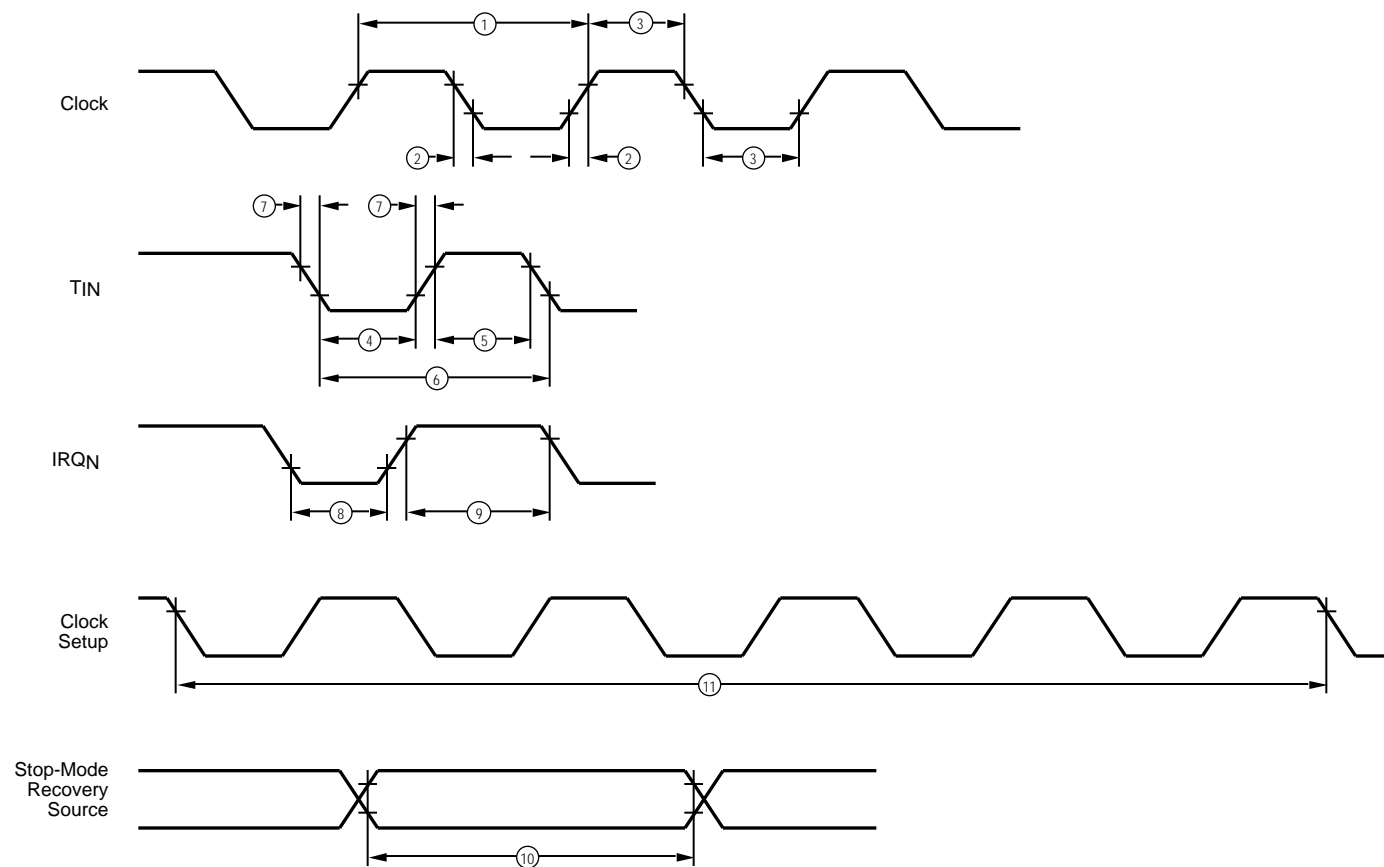 1 3
Clock
2 2 3
7 7
TIN
4 5
6
IRQN
8 9
Clock
Setup
11
Stop-Mode
Recovery
Source
10